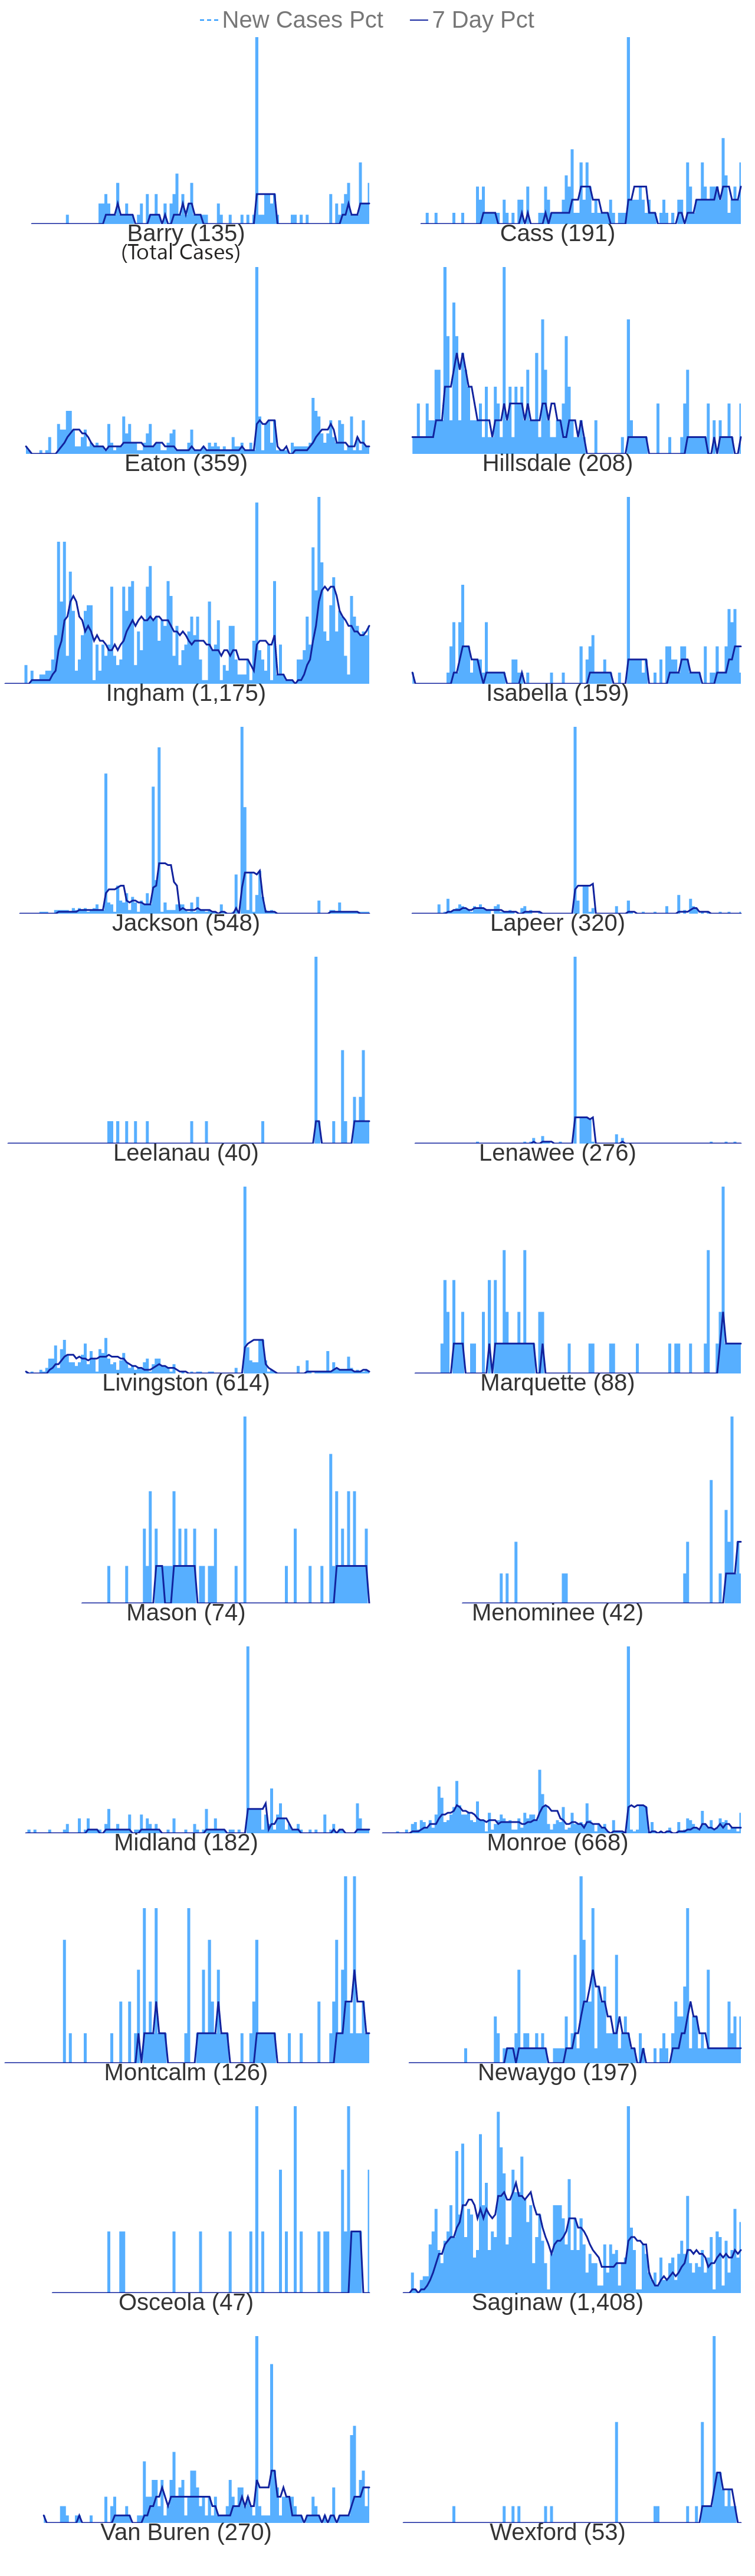 New Cases Pct 7 Day Pct
Barry (135) Cass (191)
(Total Cases)
Eaton (359) Hillsdale (208)
Ingham (1,175) Isabella (159)
Jackson (548) Lapeer (320)
Leelanau (40) Lenawee (276)
Livingston (614) Marquette (88)
Mason (74) Menominee (42)
Midland (182) Monroe (668)
Montcalm (126) Newaygo (197)
Osceola (47) Saginaw (1,408)
Van Buren (270) Wexford (53)